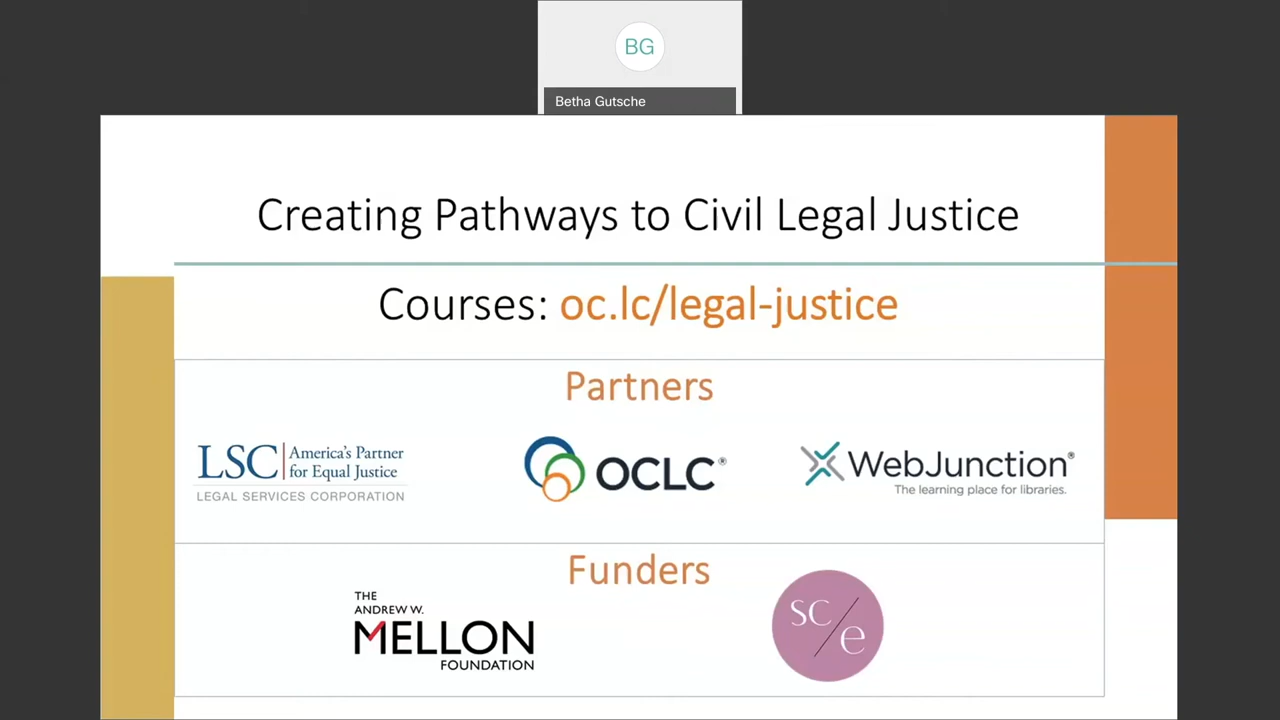 BG
Betha Gutsche
Creating Pathways to Civil Legal Justice
Courses: oc.lc/legal-justice
Partners
LSC America's Partner
for Equal Justice
LEGAL SERVICES CORPORATION
OCLC®
WebJunction®
The learning place for libraries.
Funders
THE
ANDREW W.
MELLON
FOUNDATION
SC/e